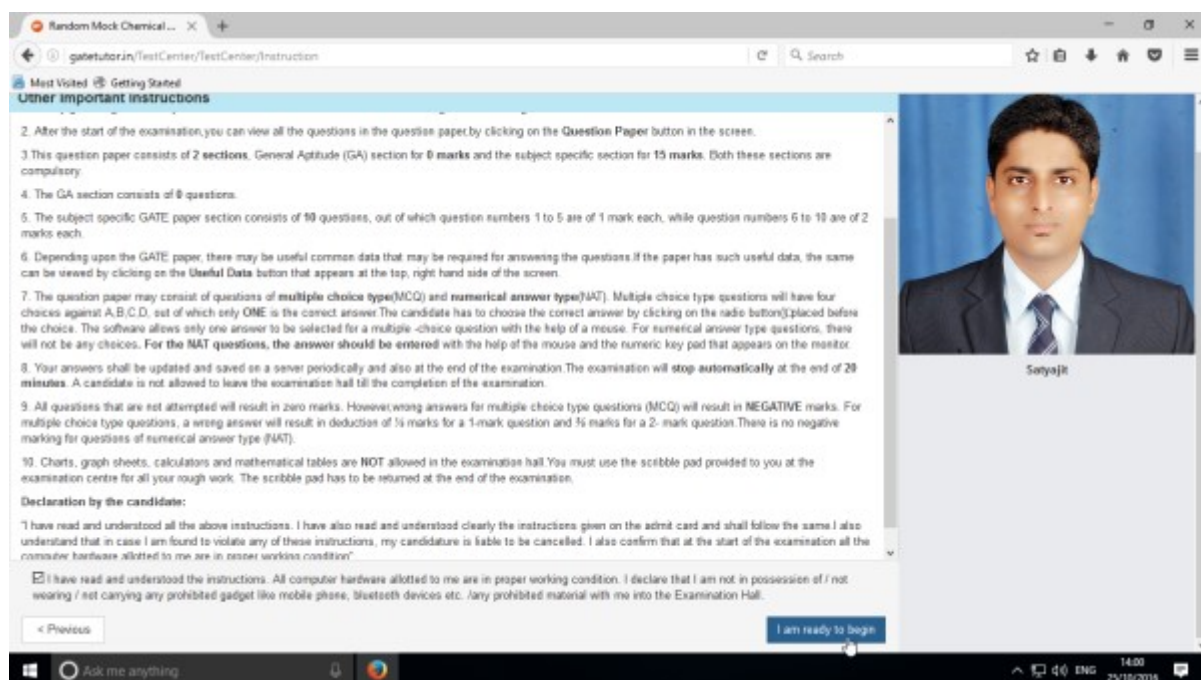 Random Mock Chemical...
gatetutor.in/TestCenter/TestCenter/Instruction
Search
Most Visited Getting Started
Other Important Instructions
2. After the start of the examination,you can view all the questions in the question paper,by clicking on the Question Paper button in the screen.
3.This question paper consists of 2 sections, General Aptitude (GA) section for 0 marks and the subject specific section for 15 marks. Both these sections are
compulsory.
4. The GA section consists of 0 questions.
5. The subject specific GATE paper section consists of 10 questions, out of which question numbers 1 to 5 are of 1 mark each, while question numbers 6 to 10 are of 2
marks each.
6. Depending upon the GATE paper, there may be useful common data that may be required for answering the questions.If the paper has such useful data, the same
can be viewed by clicking on the Useful Data button that appears at the top, right hand side of the screen.
7. The question paper may consist of questions of multiple choice type(MCQ) and numerical answer type(NAT). Multiple choice type questions will have four
choices against A,B,C,D, out of which only ONE is the correct answer.The candidate has to choose the correct answer by clicking on the radio button placed before
the choice. The software allows only one answer to be selected for a multiple -choice question with the help of a mouse. For numerical answer type questions, there
will not be any choices. For the NAT questions, the answer should be entered with the help of the mouse and the numeric key pad that appears on the monitor.
8. Your answers shall be updated and saved on a server periodically and also at the end of the examination.The examination will stop automatically at the end of 20
minutes. A candidate is not allowed to leave the examination hall till the completion of the examination.
9. All questions that are not attempted will result in zero marks. However,wrong answers for multiple choice type questions (MCQ) will result in NEGATIVE marks. For
multiple choice type questions, a wrong answer will result in deduction of ⅓ marks for a 1-mark question and ⅔ marks for a 2- mark question.There is no negative
marking for questions of numerical answer type (NAT).
10. Charts, graph sheets, calculators and mathematical tables are NOT allowed in the examination hall.You must use the scribble pad provided to you at the
examination centre for all your rough work. The scribble pad has to be returned at the end of the examination.
Declaration by the candidate:
"I have read and understood all the above instructions. I have also read and understood clearly the instructions given on the admit card and shall follow the same.I also
understand that in case I am found to violate any of these instructions, my candidature is liable to be cancelled. I also confirm that at the start of the examination all the
computer hardware allotted to me are in proper working condition".
I have read and understood the instructions. All computer hardware allotted to me are in proper working condition. I declare that I am not in possession of / not
wearing / not carrying any prohibited gadget like mobile phone, bluetooth devices etc. /any prohibited material with me into the Examination Hall.
< Previous
I am ready to begin
Satyajit
Ask me anything
ENG
14:00
25/10/2016